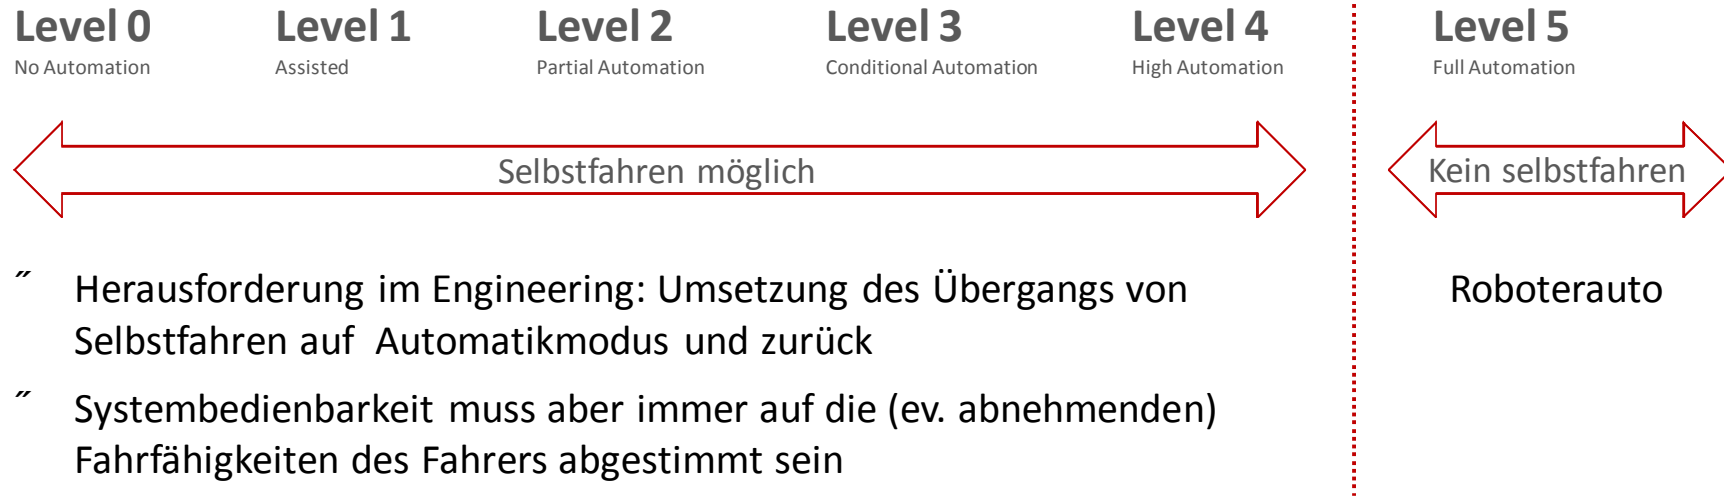 Level 0
No Automation
Level 1
Assisted
Level 2
Partial Automation
Level 3
Conditional Automation
Level 4
High Automation
Level 5
Full Automation
Selbstfahren möglich
Kein selbstfahren
˝ Herausforderung im Engineering: Umsetzung des Übergangs von
Selbstfahren auf Automatikmodus und zurück
˝ Systembedienbarkeit muss aber immer auf die (ev. abnehmenden)
Fahrfähigkeiten des Fahrers abgestimmt sein
Roboterauto